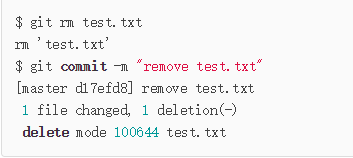 $ git rm test.txt
rm 'test.txt'
$ git commit -m "remove test.txt"
[master d17efd8] remove test.txt
 1 file changed, 1 deletion(-)
 delete mode 100644 test.txt